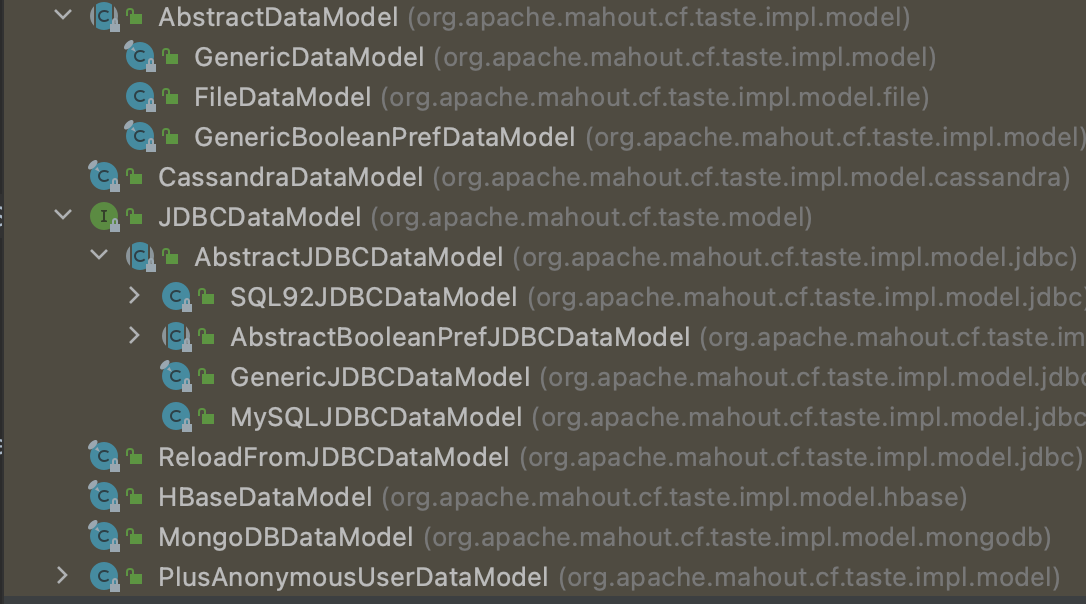 AbstractDataModel (org.apache.mahout.cf.taste.impl.model)
GenericDataModel (org.apache.mahout.cf.taste.impl.model)
FileDataModel (org.apache.mahout.cf.taste.impl.model.file)
GenericBooleanPrefDataModel (org.apache.mahout.cf.taste.impl.model)
CassandraDataModel (org.apache.mahout.cf.taste.impl.model.cassandra)
JDBCDataModel (org.apache.mahout.cf.taste.model)
AbstractJDBCDataModel (org.apache.mahout.cf.taste.impl.model.jdbc)
SQL92JDBCDataModel (org.apache.mahout.cf.taste.impl.model.jdbc)
AbstractBooleanPrefJDBCDataModel (org.apache.mahout.cf.taste.im
GenericJDBCDataModel (org.apache.mahout.cf.taste.impl.model.jdbc
MySQLJDBCDataModel (org.apache.mahout.cf.taste.impl.model.jdbc
ReloadFromJDBCDataModel (org.apache.mahout.cf.taste.impl.model.jdbc)
HBaseDataModel (org.apache.mahout.cf.taste.impl.model.hbase)
MongoDBDataModel (org.apache.mahout.cf.taste.impl.model.mongodb)
PlusAnonymousUserDataModel (org.apache.mahout.cf.taste.impl.model)